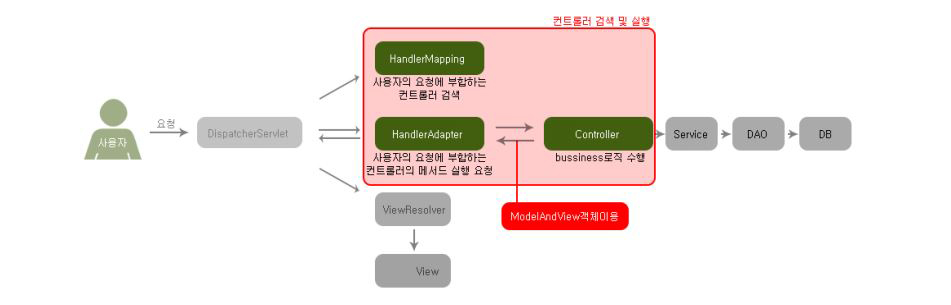 컨트롤러 검색 및 실행
HandlerMapping
사용자의 요청에 부합하는
컨트롤러 검색
사용자
요청
DispatcherServlet
HandlerAdapter
사용자의 요청에 부합하는
컨트롤러의 메서드 실행 요청
Controller
bussiness로직 수행
Service
DAO
DB
ViewResolver
ModelAndView객체이용
View